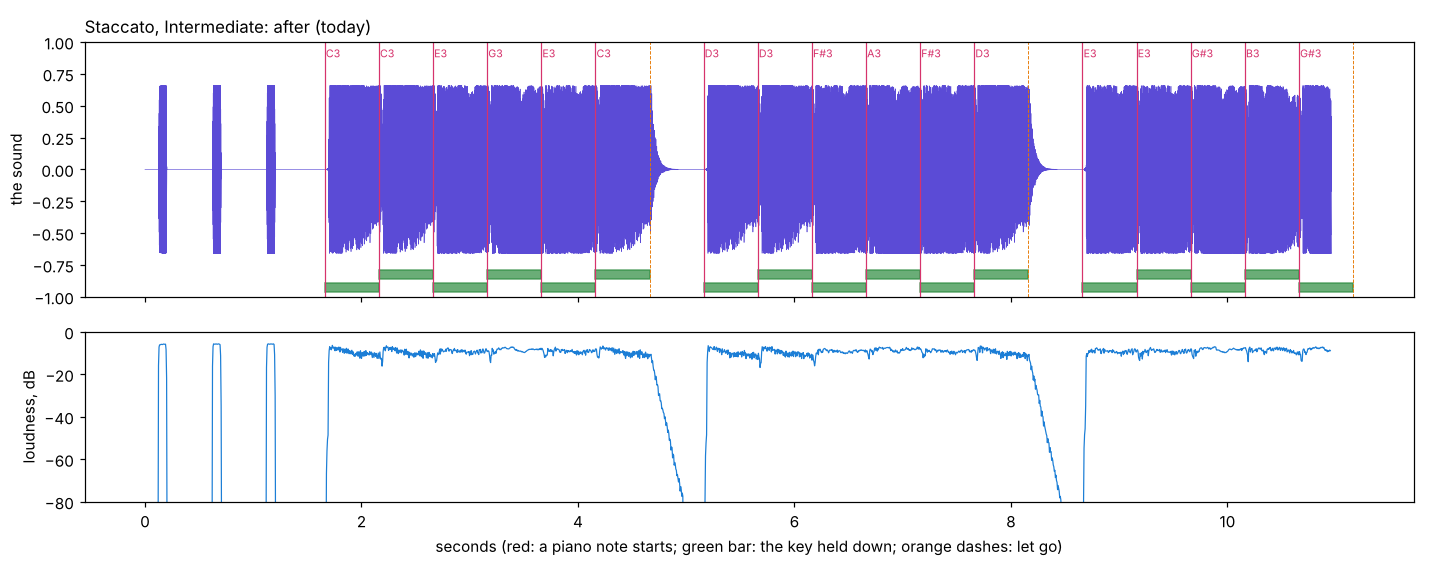 Staccato, Intermediate: after (today)
1.00
0.75
0.50
0.25
0.00
−0.25
−0.50
−0.75
−1.00
the sound
C3 C3 E3 G3 E3 C3 D3 D3 F#3 A3 F#3 D3 E3 E3 G#3 B3 G#3
0
−20
−40
−60
−80
loudness, dB
0 2 4 6 8 10
seconds (red: a piano note starts; green bar: the key held down; orange dashes: let go)